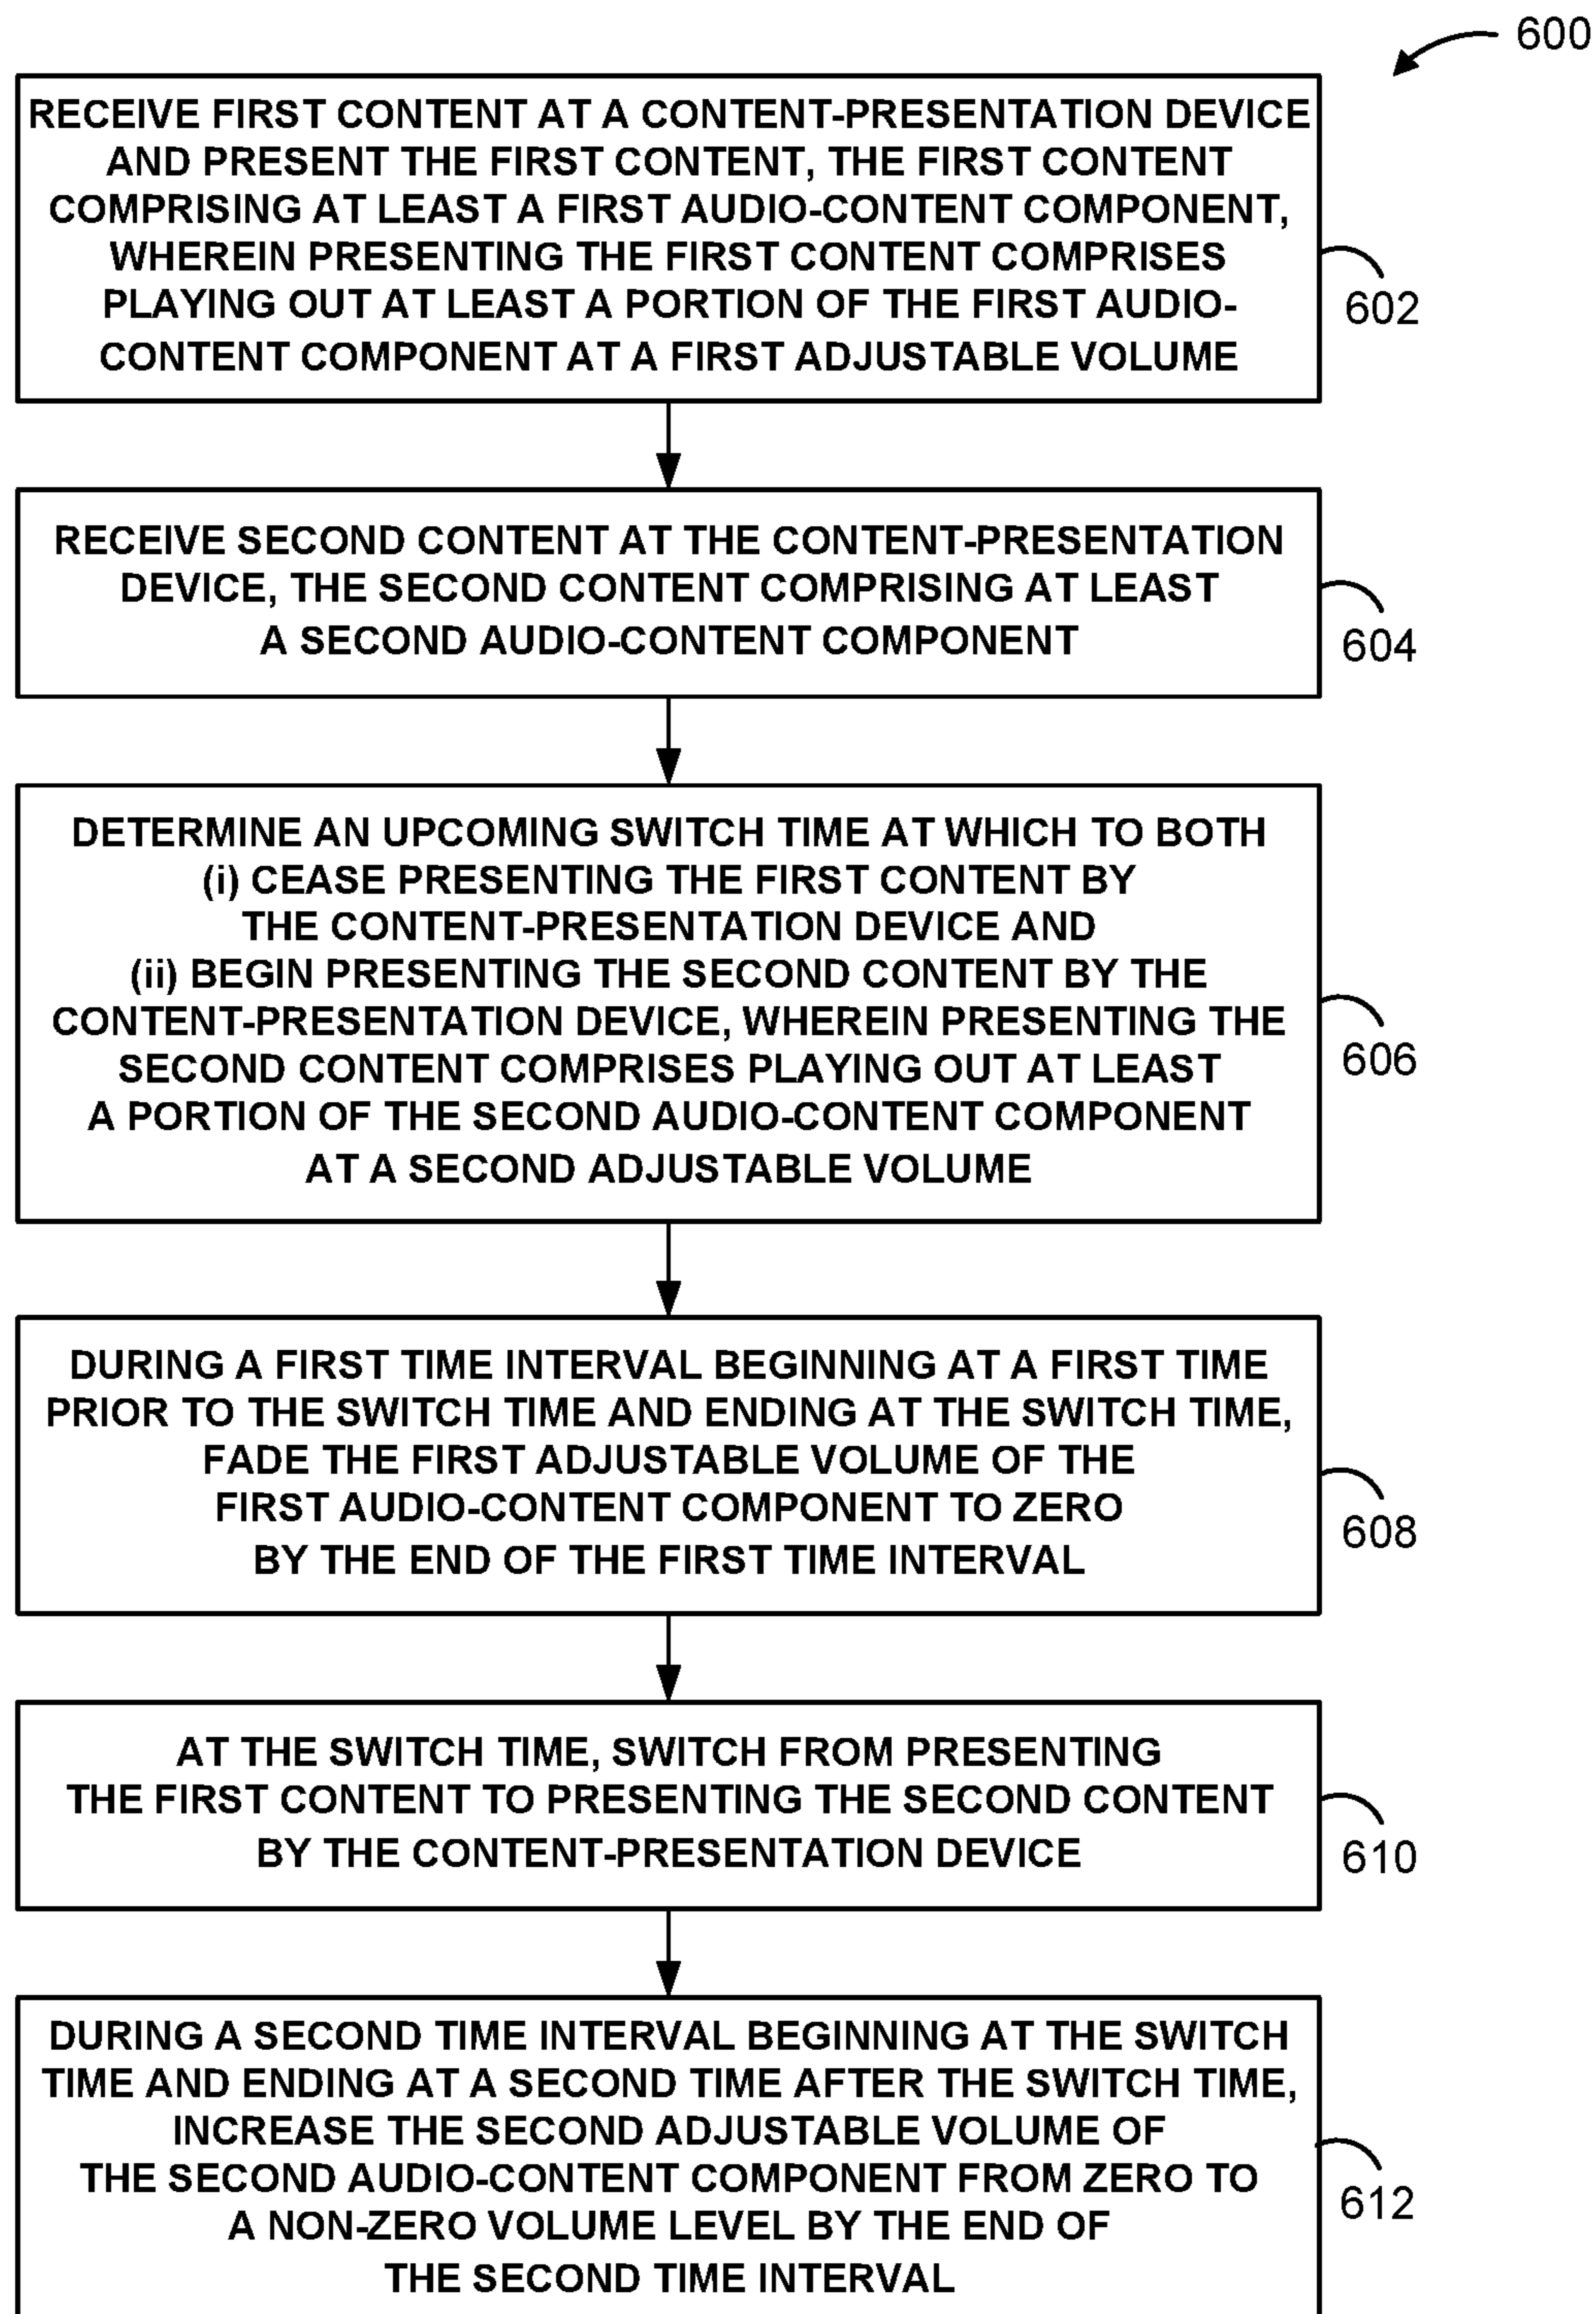 600
RECEIVE FIRST CONTENT AT A CONTENT-PRESENTATION DEVICE
AND PRESENT THE FIRST CONTENT, THE FIRST CONTENT
COMPRISING AT LEAST A FIRST AUDIO-CONTENT COMPONENT,
WHEREIN PRESENTING THE FIRST CONTENT COMPRISES
PLAYING OUT AT LEAST A PORTION OF THE FIRST AUDIO-
CONTENT COMPONENT AT A FIRST ADJUSTABLE VOLUME
602
RECEIVE SECOND CONTENT AT THE CONTENT-PRESENTATION
DEVICE, THE SECOND CONTENT COMPRISING AT LEAST
A SECOND AUDIO-CONTENT COMPONENT
604
DETERMINE AN UPCOMING SWITCH TIME AT WHICH TO BOTH
(i) CEASE PRESENTING THE FIRST CONTENT BY
THE CONTENT-PRESENTATION DEVICE AND
(ii) BEGIN PRESENTING THE SECOND CONTENT BY THE
CONTENT-PRESENTATION DEVICE, WHEREIN PRESENTING THE
SECOND CONTENT COMPRISES PLAYING OUT AT LEAST
A PORTION OF THE SECOND AUDIO-CONTENT COMPONENT
AT A SECOND ADJUSTABLE VOLUME
606
DURING A FIRST TIME INTERVAL BEGINNING AT A FIRST TIME
PRIOR TO THE SWITCH TIME AND ENDING AT THE SWITCH TIME,
FADE THE FIRST ADJUSTABLE VOLUME OF THE
FIRST AUDIO-CONTENT COMPONENT TO ZERO
BY THE END OF THE FIRST TIME INTERVAL
608
AT THE SWITCH TIME, SWITCH FROM PRESENTING
THE FIRST CONTENT TO PRESENTING THE SECOND CONTENT
BY THE CONTENT-PRESENTATION DEVICE
610
DURING A SECOND TIME INTERVAL BEGINNING AT THE SWITCH
TIME AND ENDING AT A SECOND TIME AFTER THE SWITCH TIME,
INCREASE THE SECOND ADJUSTABLE VOLUME OF
THE SECOND AUDIO-CONTENT COMPONENT FROM ZERO TO
A NON-ZERO VOLUME LEVEL BY THE END OF
THE SECOND TIME INTERVAL
612